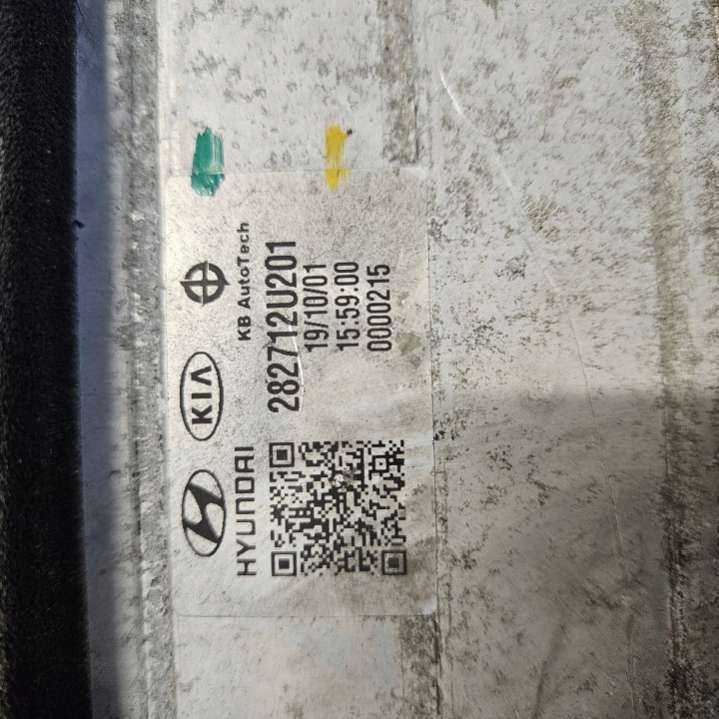 HYUNDAI
KIA
KB AutoTech
282712U201
19/10/01
15:59:00
0000215